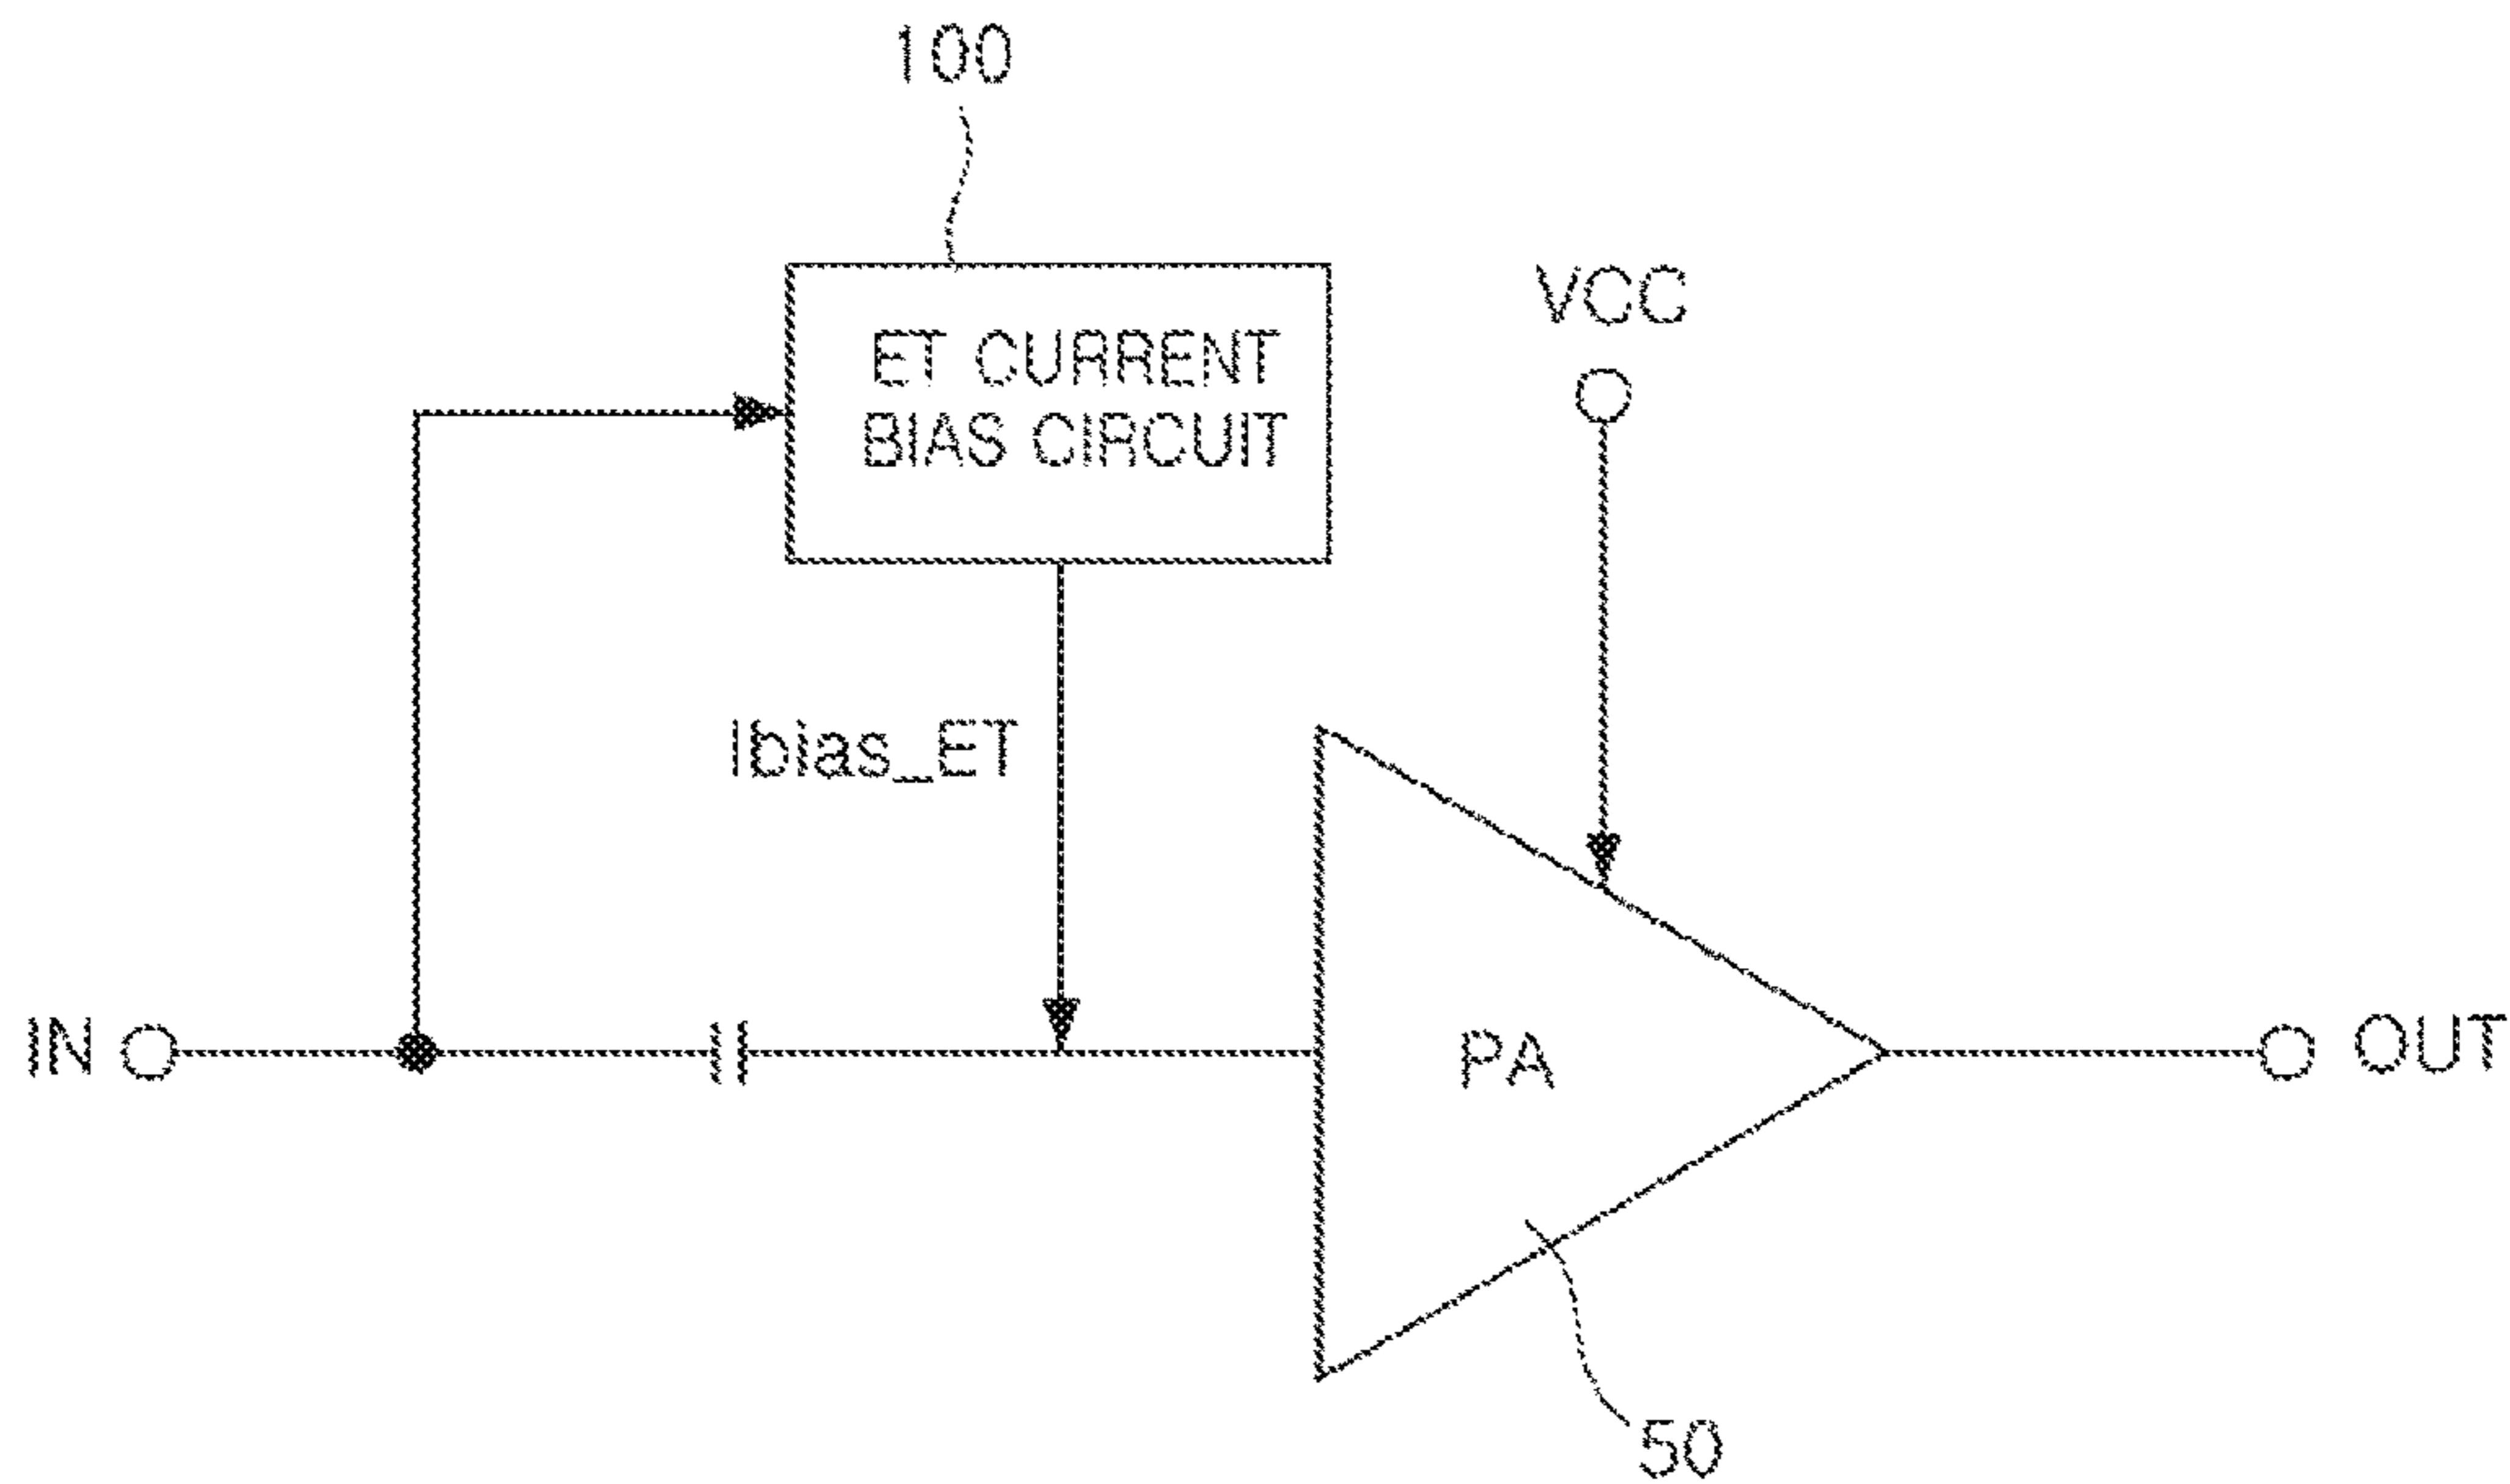 100
VCC
ET CURRENT
BIAS CIRCUIT
Ibias_ET
IN
PA
OUT
50